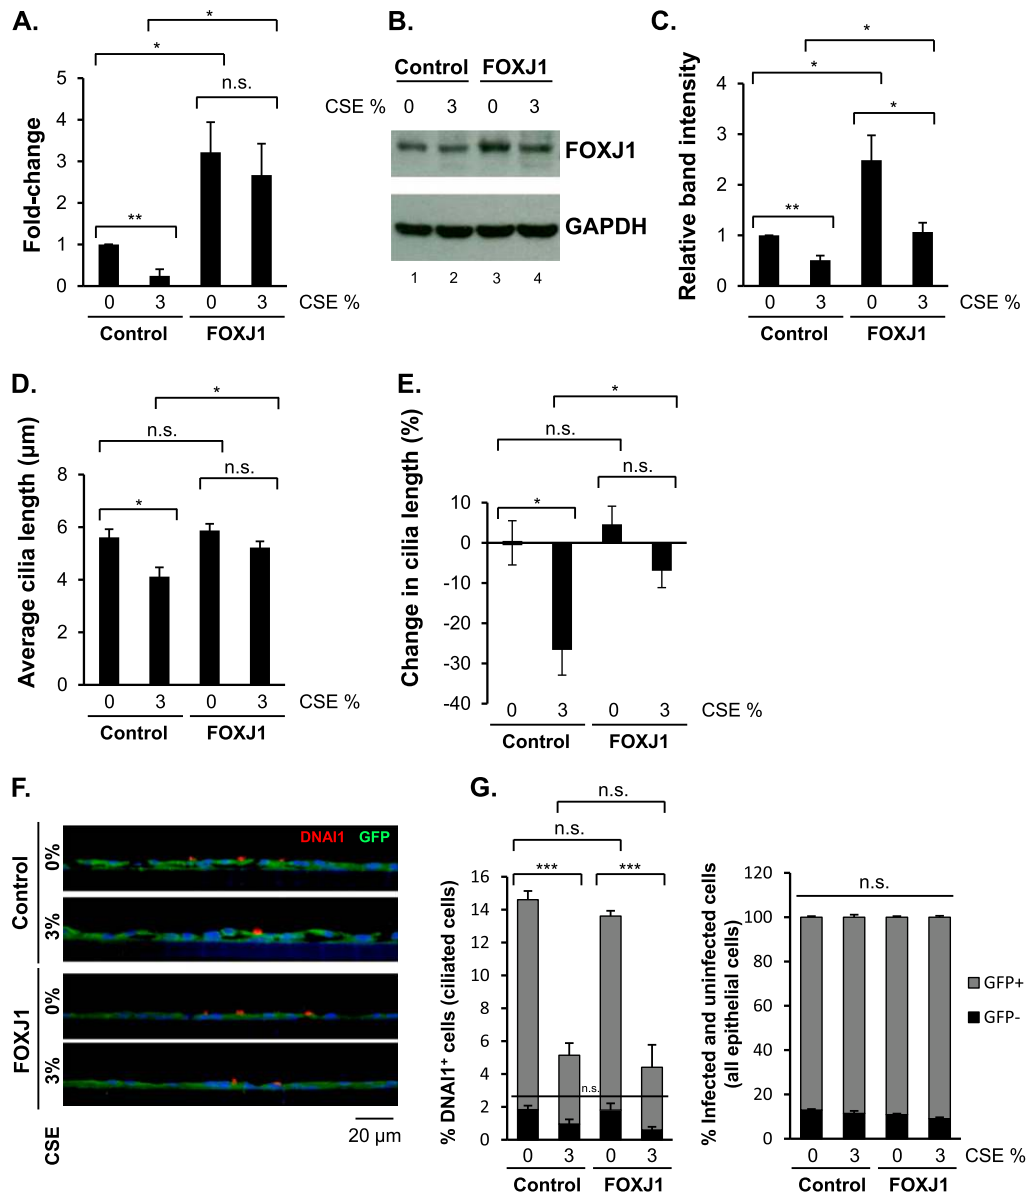 A.
*
*
n.s.
**
Fold-change
5
4
3
2
1
0
0 3 0 3 CSE %
Control FOXJ1
B.
Control FOXJ1
CSE % 0 3 0 3
FOXJ1
GAPDH
1 2 3 4
C.
*
*
*
**
Relative band intensity
4
3
2
1
0
0 3 0 3 CSE %
Control FOXJ1
D.
*
n.s.
n.s.
*
Average cilia length (µm)
8
6
4
2
0
0 3 0 3 CSE %
Control FOXJ1
E.
*
n.s.
n.s.
*
Change in cilia length (%)
10
0
-10
-20
-30
-40
0 3 0 3 CSE %
Control FOXJ1
F.
DNAI1 GFP
Control
0%
3%
FOXJ1
0%
3%
CSE
20 µm
G.
n.s.
n.s.
*** ***
% DNAI1+ cells (ciliated cells)
16
14
12
10
8
6
4
2
0
n.s.
0 3 0 3
Control FOXJ1
% Infected and uninfected cells
(all epithelial cells)
120
100
80
60
40
20
0
n.s.
GFP+
GFP-
0 3 0 3 CSE %
Control FOXJ1